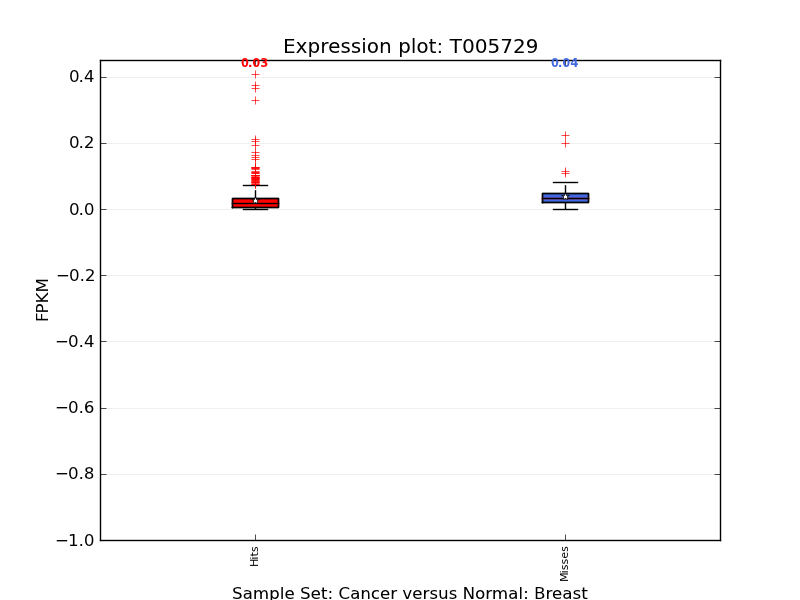 Expression plot: T005729
0.03 0.04
0.4
0.2
0.0
−0.2
−0.4
−0.6
−0.8
−1.0
FPKM
Hits
Misses
Sample Set: Cancer versus Normal: Breast